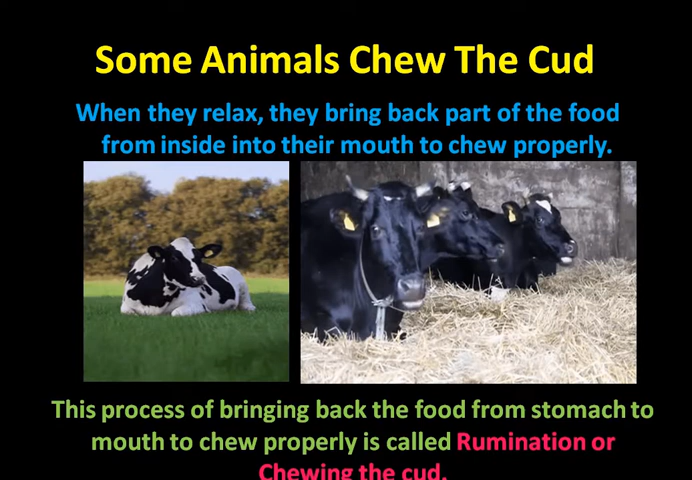 Some Animals Chew The Cud
When they relax, they bring back part of the food
from inside into their mouth to chew properly.
This process of bringing back the food from stomach to
mouth to chew properly is called Rumination or
Chewing the cud.